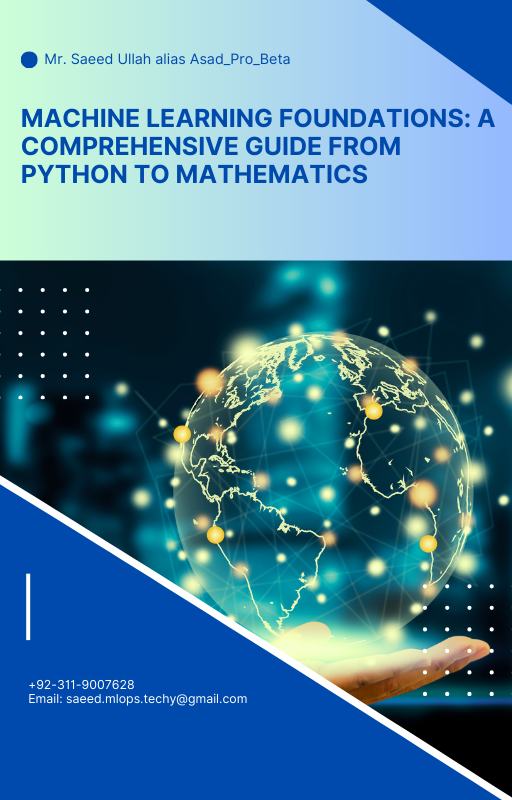 Mr. Saeed Ullah alias Asad_Pro_Beta
MACHINE LEARNING FOUNDATIONS: A
COMPREHENSIVE GUIDE FROM
PYTHON TO MATHEMATICS
+92-311-9007628
Email: saeed.mlops.techy@gmail.com